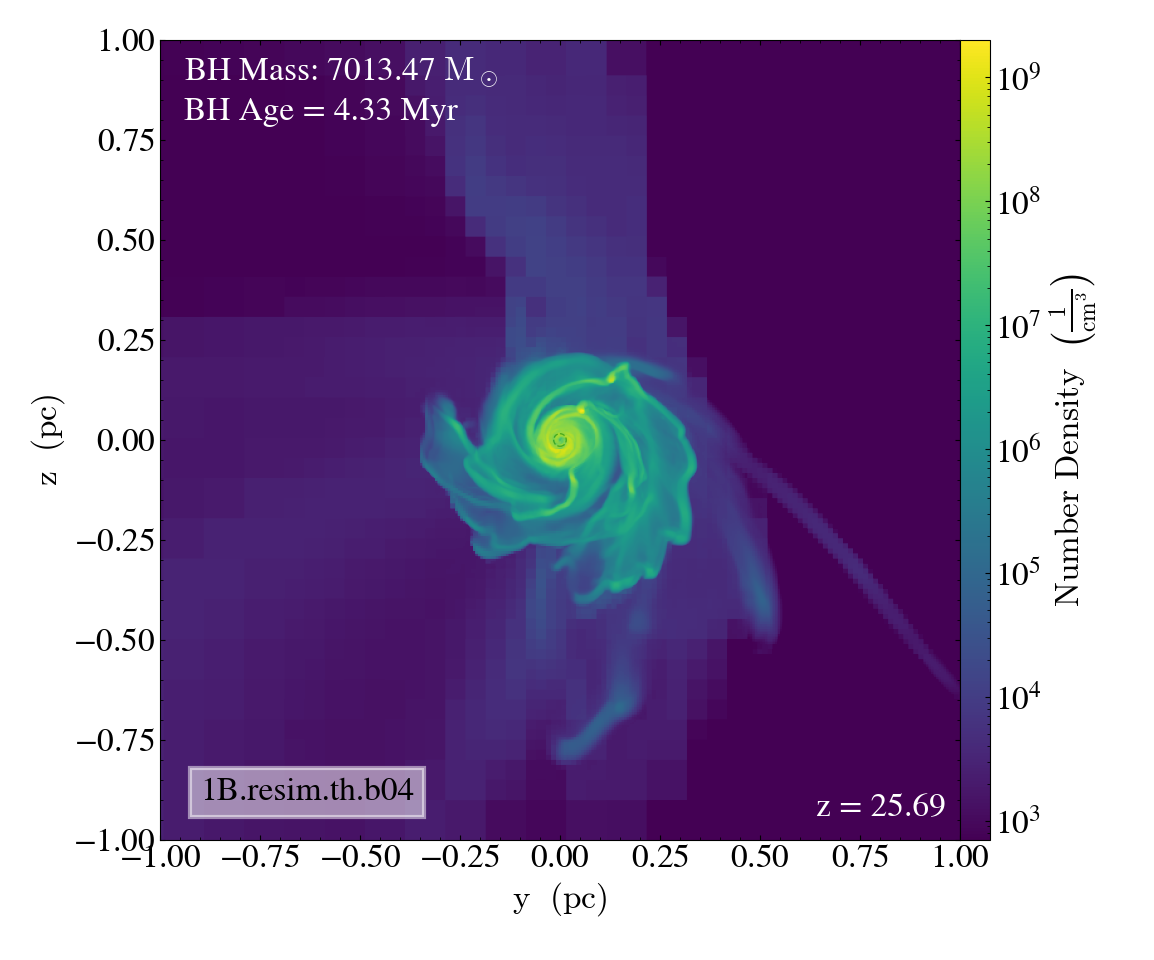 BH Mass: 7013.47 M⊙
BH Age = 4.33 Myr
1B.resim.th.b04
z = 25.69
1.00
0.75
0.50
0.25
0.00
−0.25
−0.50
−0.75
−1.00
z (pc)
−1.00 −0.75 −0.50 −0.25 0.00 0.25 0.50 0.75 1.00
y (pc)
10⁹
10⁸
10⁷
10⁶
10⁵
10⁴
10³
Number Density (1/cm³)